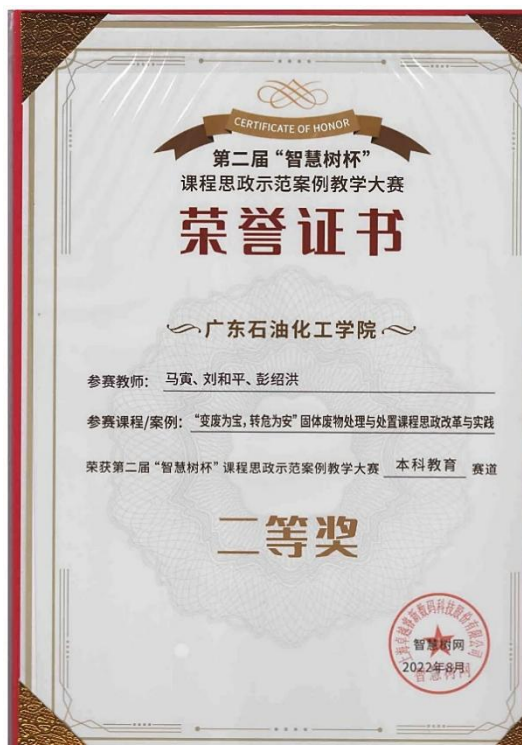 CERTIFICATE OF HONOR
第二届“智慧树杯”
课程思政示范案例教学大赛
荣誉证书
广东石油化工学院
参赛教师: 马寅、刘和平、彭绍洪
参赛课程/案例: “变废为宝,转危为安”固体废物处理与处置课程思政改革与实践
荣获第二届“智慧树杯”课程思政示范案例教学大赛 本科教育 赛道
二等奖
智慧树网
2022年8月
智慧树网